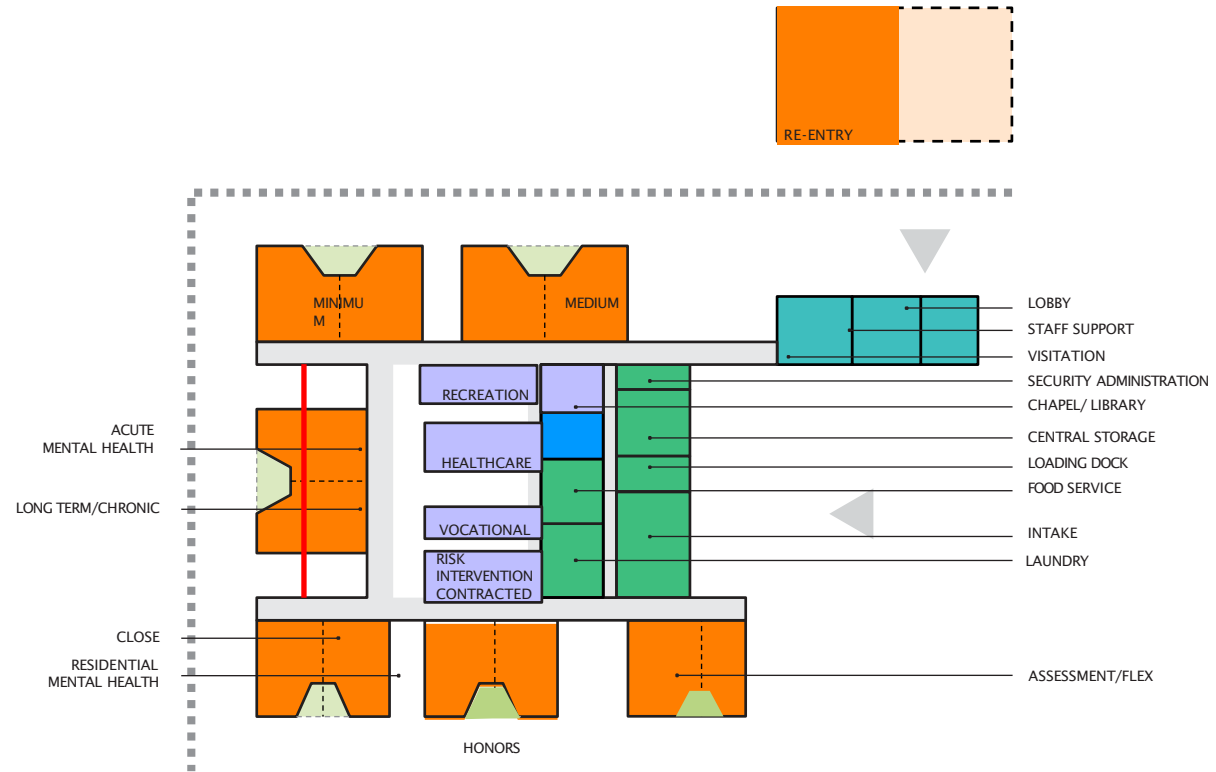 RE-ENTRY
MINIMU
M
MEDIUM
LOBBY
STAFF SUPPORT
VISITATION
SECURITY ADMINISTRATION
CHAPEL/ LIBRARY
CENTRAL STORAGE
LOADING DOCK
FOOD SERVICE
INTAKE
LAUNDRY
RECREATION
HEALTHCARE
VOCATIONAL
RISK
INTERVENTION
CONTRACTED
ACUTE
MENTAL HEALTH
LONG TERM/CHRONIC
CLOSE
RESIDENTIAL
MENTAL HEALTH
HONORS
ASSESSMENT/FLEX